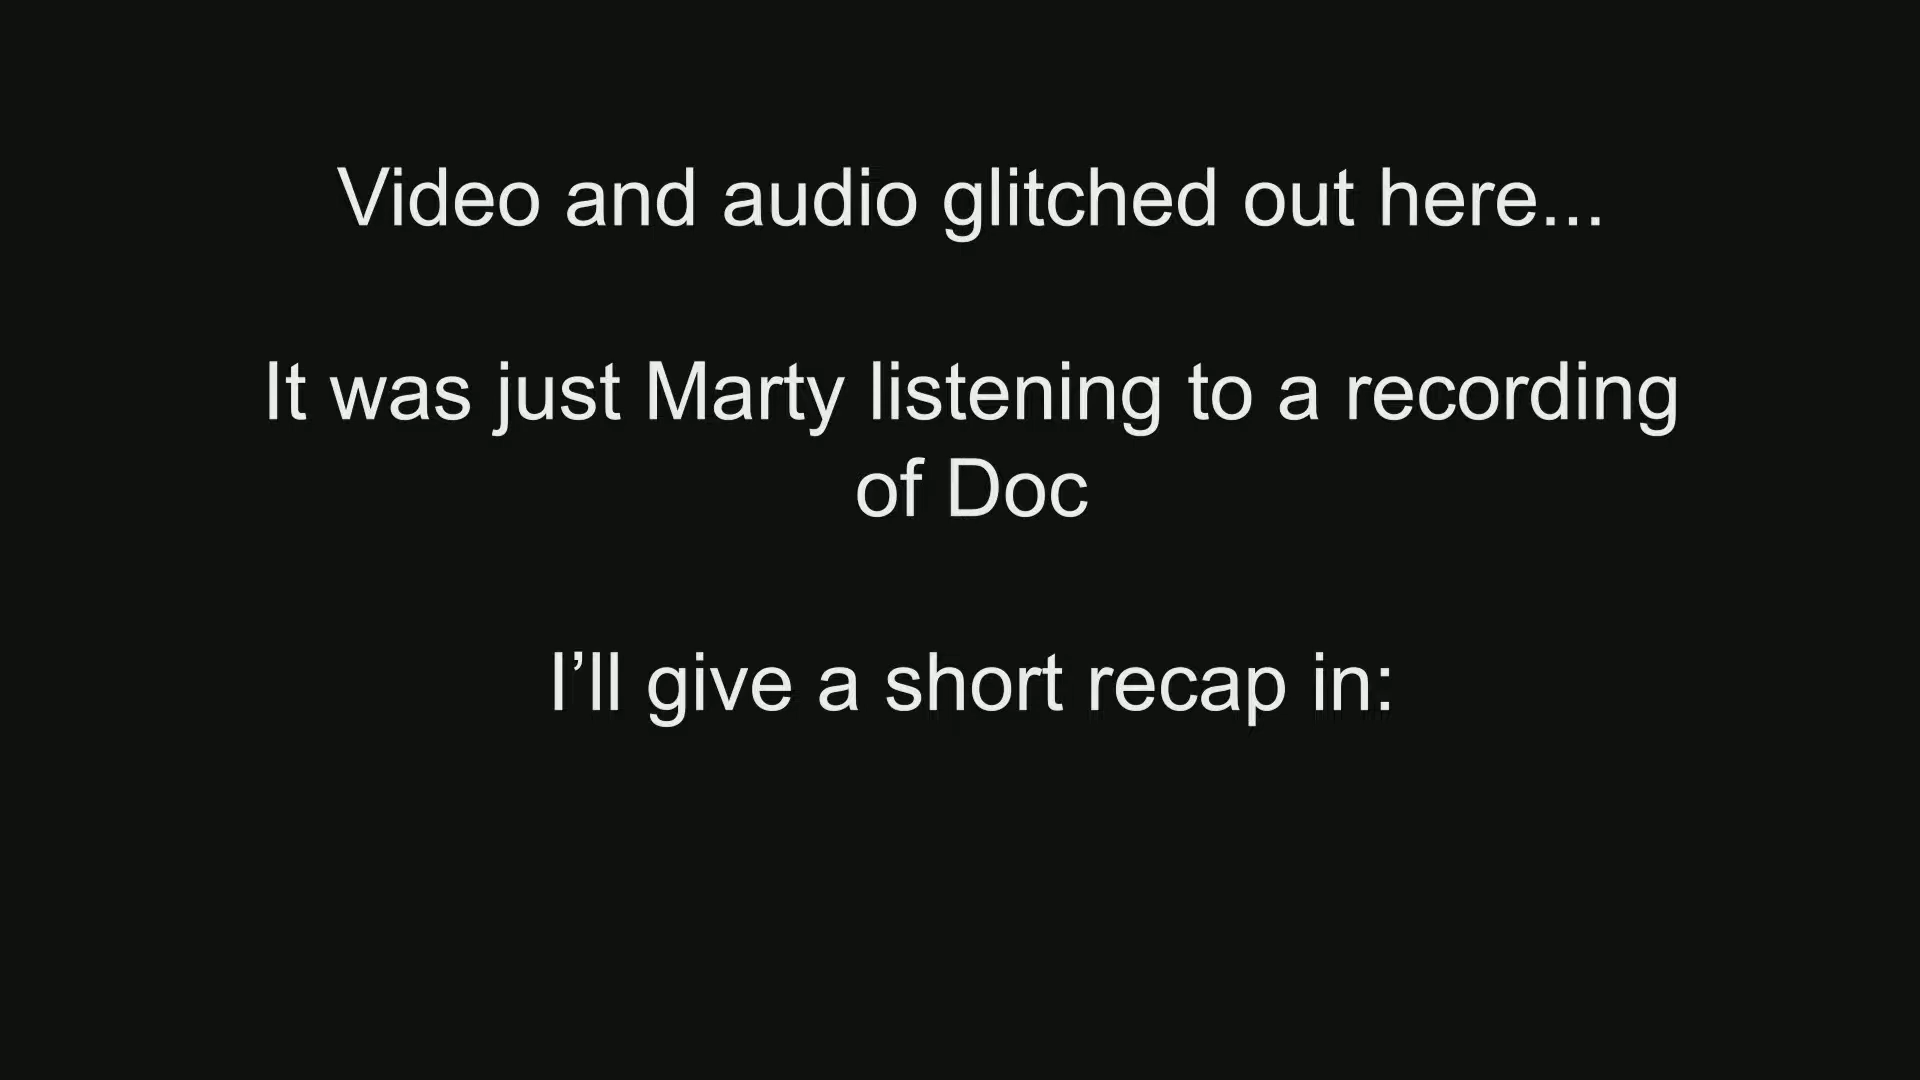 Video and audio glitched out here...
It was just Marty listening to a recording
of Doc
I’ll give a short recap in: